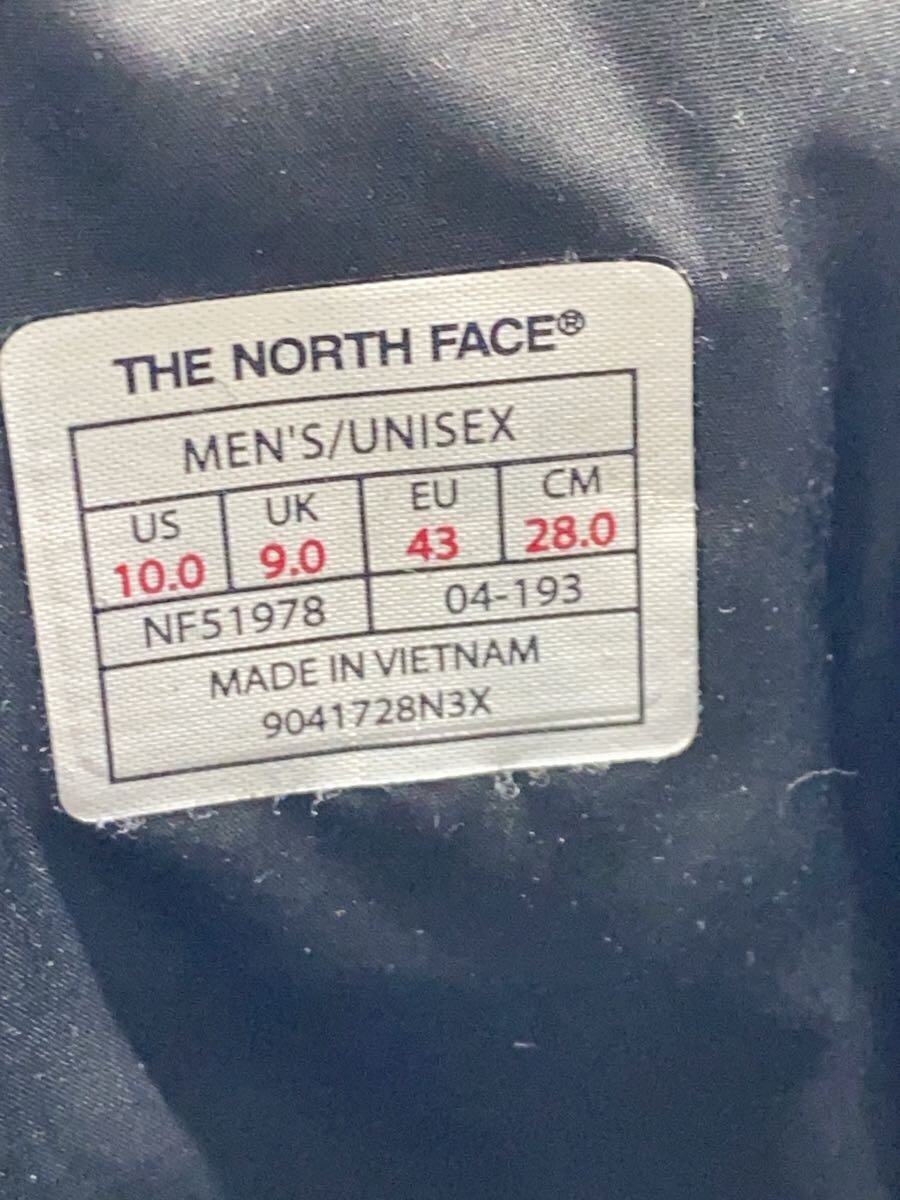 THE NORTH FACE®
MEN'S/UNISEX
US UK EU CM
10.0 9.0 43 28.0
NF51978 04-193
MADE IN VIETNAM
9041728N3X